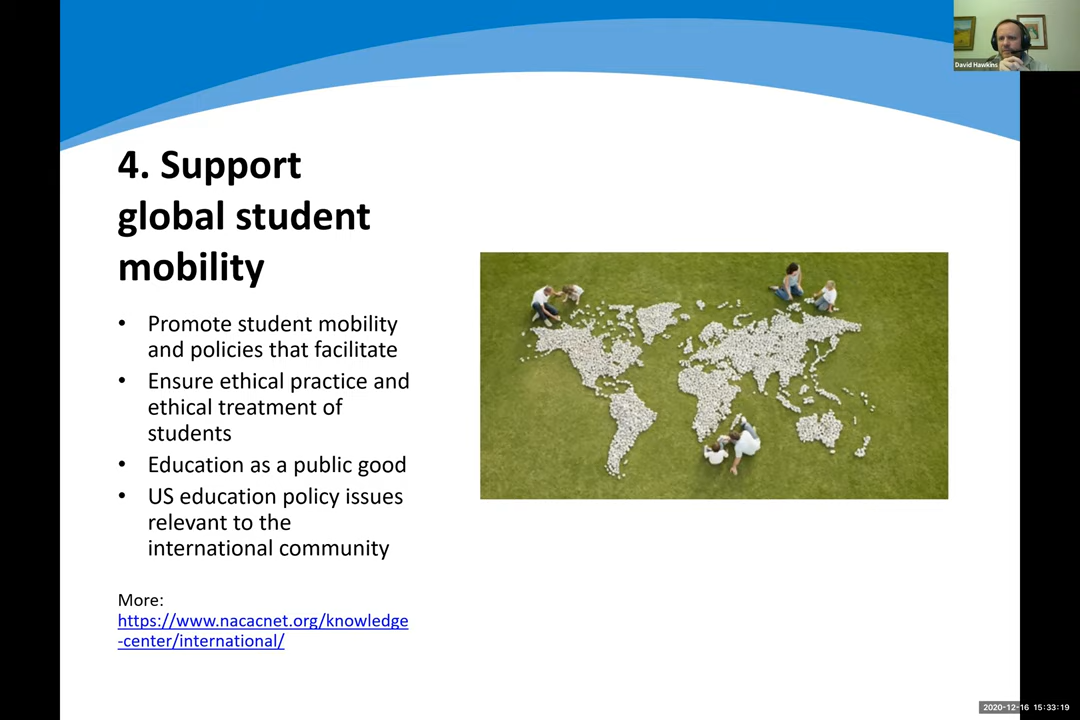 David Hawkins
4. Support
global student
mobility
• Promote student mobility
and policies that facilitate
• Ensure ethical practice and
ethical treatment of
students
• Education as a public good
• US education policy issues
relevant to the
international community
More:
https://www.nacacnet.org/knowledge
-center/international/
2020-12-16 15:33:19